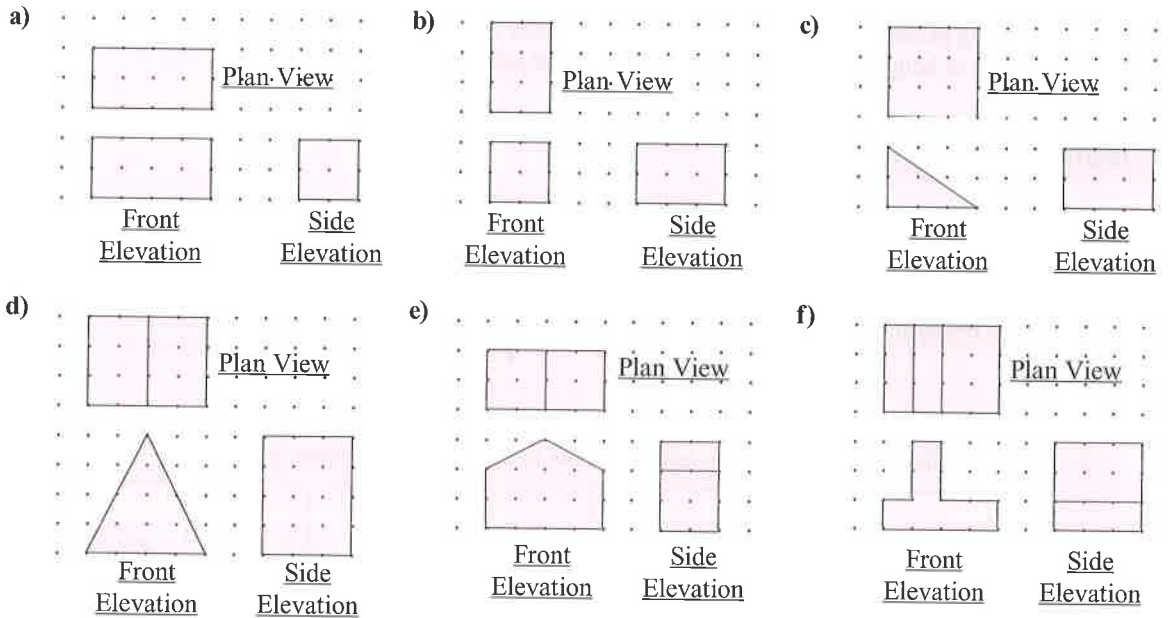 a)
Plan View
Front
Elevation
Side
Elevation
b)
Plan View
Front
Elevation
Side
Elevation
c)
Plan View
Front
Elevation
Side
Elevation
d)
Plan View
Front
Elevation
Side
Elevation
e)
Plan View
Front
Elevation
Side
Elevation
f)
Plan View
Front
Elevation
Side
Elevation